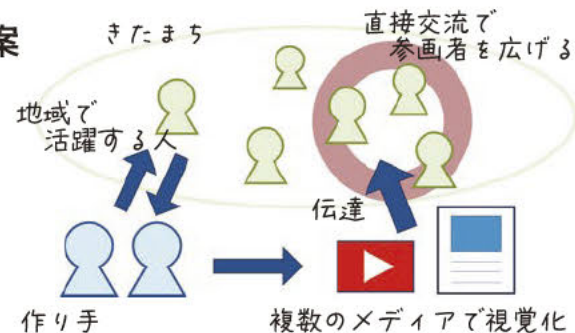 案
きたまち
直接交流で
参画者を広げる
地域で
活躍する人
伝達
作り手
複数のメディアで視覚化